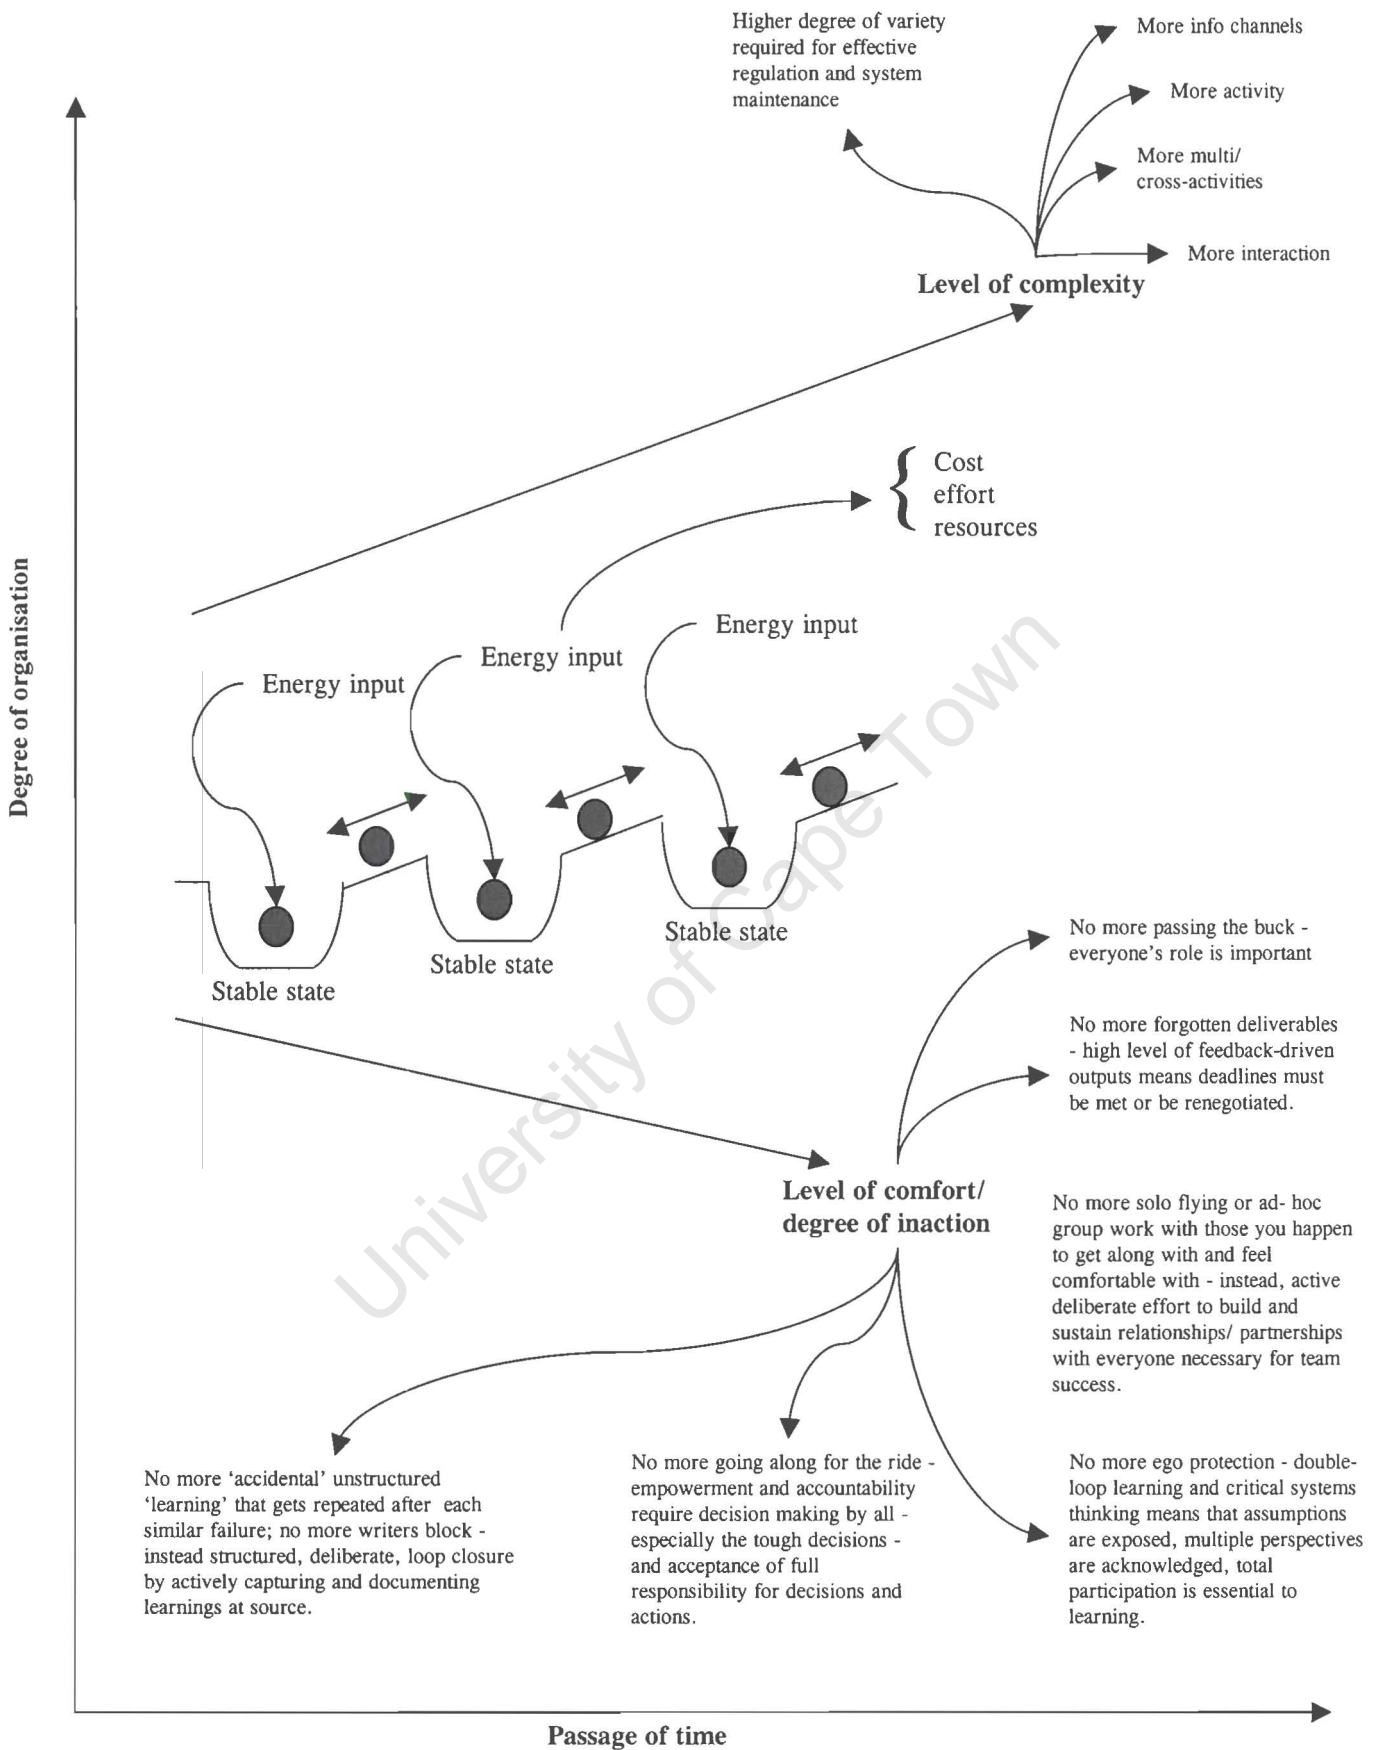 Higher degree of variety
required for effective
regulation and system
maintenance
More info channels
More activity
More multi/
cross-activities
More interaction
Level of complexity
Cost
effort
resources
Degree of organisation
Energy input
Energy input
Energy input
Stable state
Stable state
Stable state
No more passing the buck -
everyone's role is important
No more forgotten deliverables
- high level of feedback-driven
outputs means deadlines must
be met or be renegotiated.
Level of comfort/
degree of inaction
No more solo flying or ad- hoc
group work with those you happen
to get along with and feel
comfortable with - instead, active
deliberate effort to build and
sustain relationships/ partnerships
with everyone necessary for team
success.
No more 'accidental' unstructured
'learning' that gets repeated after each
similar failure; no more writers block -
instead structured, deliberate, loop closure
by actively capturing and documenting
learnings at source.
No more going along for the ride -
empowerment and accountability
require decision making by all -
especially the tough decisions -
and acceptance of full
responsibility for decisions and
actions.
No more ego protection - double-
loop learning and critical systems
thinking means that assumptions
are exposed, multiple perspectives
are acknowledged, total
participation is essential to
learning.
Passage of time
University of Cape Town